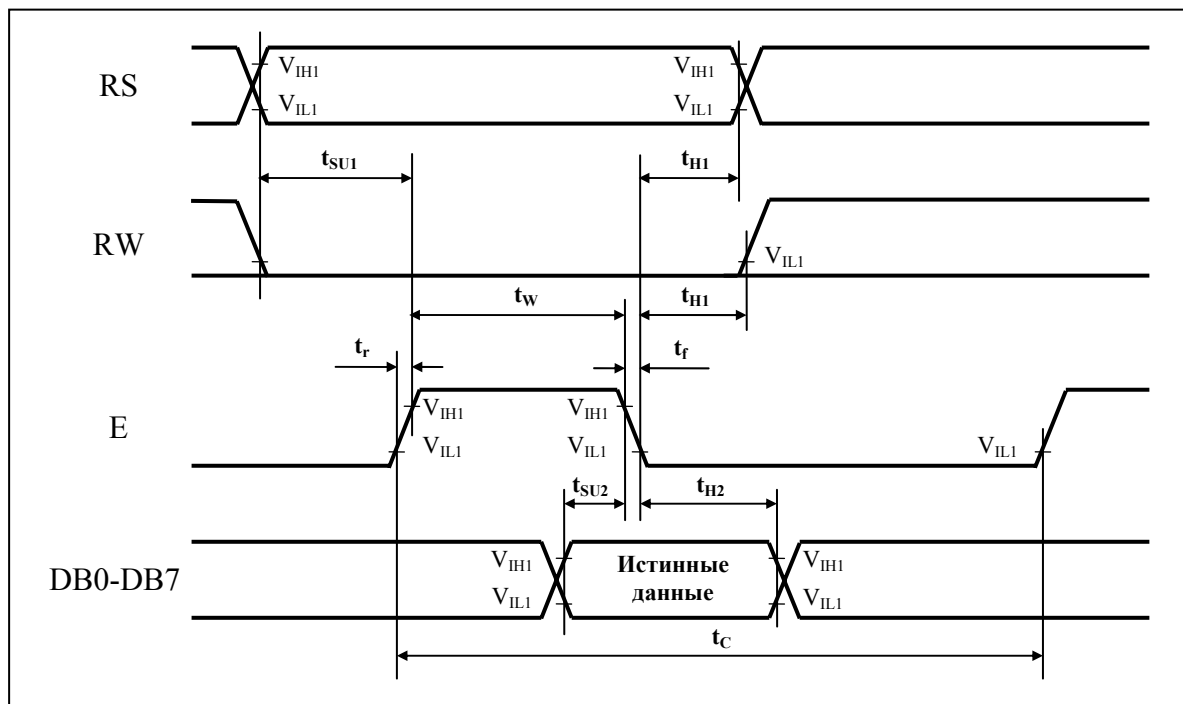 RS
V_IH1
V_IH1
V_IL1
V_IL1
t_SU1
t_H1
RW
V_IL1
t_W
t_H1
t_r
t_f
E
V_IH1
V_IH1
V_IL1
V_IL1
V_IL1
t_SU2
t_H2
DB0-DB7
V_IH1
Истинные
V_IH1
V_IL1
данные
V_IL1
t_C